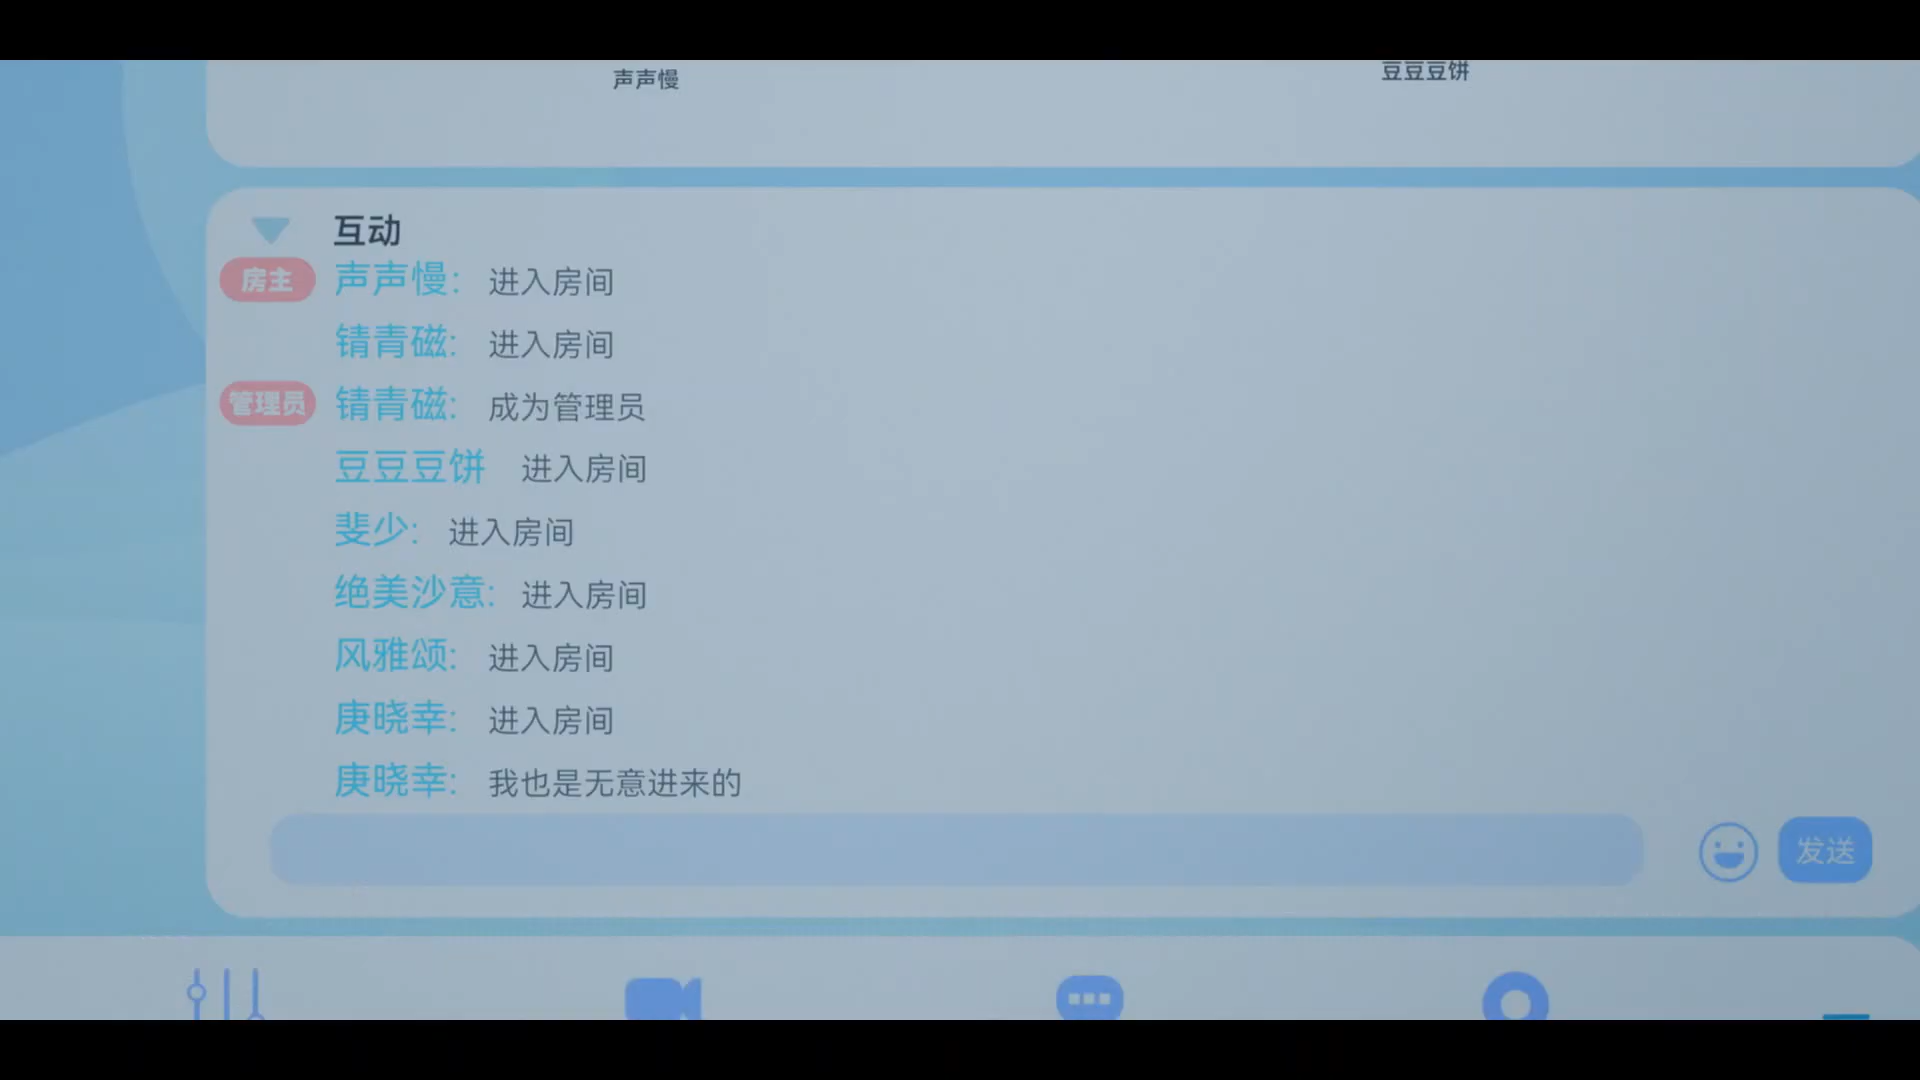 声声慢
豆豆豆饼
互动
房主 声声慢: 进入房间
锖青磁: 进入房间
管理员 锖青磁: 成为管理员
豆豆豆饼 进入房间
斐少: 进入房间
绝美沙意: 进入房间
风雅颂: 进入房间
庚晓幸: 进入房间
庚晓幸: 我也是无意进来的
发送